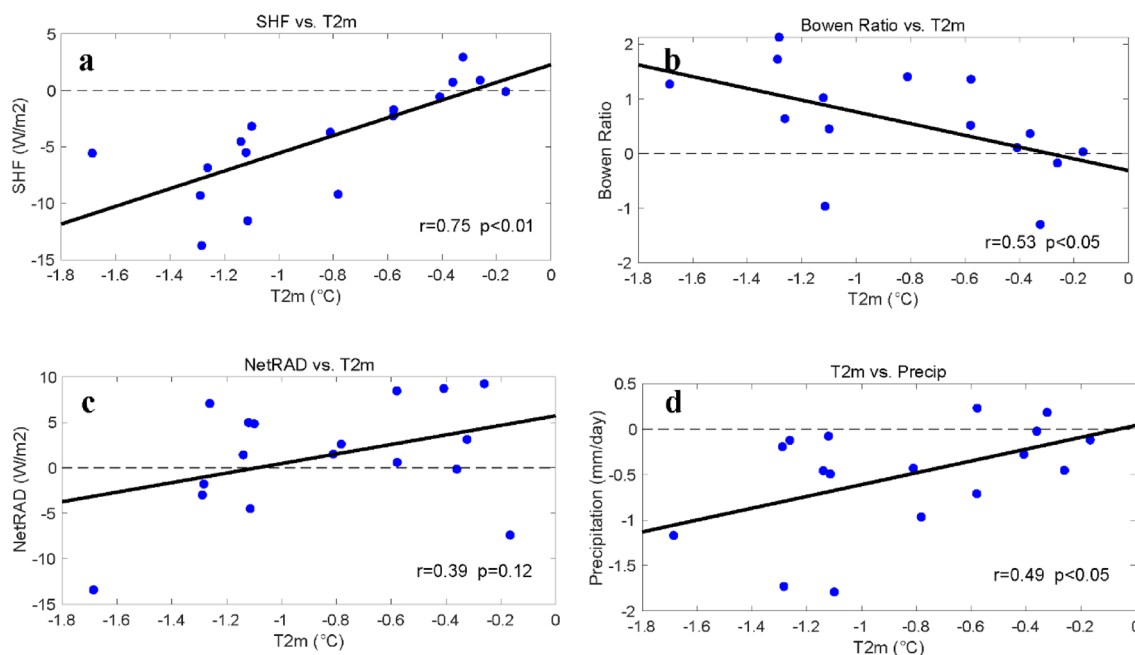 SHF vs. T2m
a
5
0
-5
-10
-15
SHF (W/m2)
r=0.75 p<0.01
-1.8 -1.6 -1.4 -1.2 -1 -0.8 -0.6 -0.4 -0.2 0
T2m (°C)
Bowen Ratio vs. T2m
b
2
1
0
-1
-2
Bowen Ratio
r=0.53 p<0.05
-1.8 -1.6 -1.4 -1.2 -1 -0.8 -0.6 -0.4 -0.2 0
T2m (°C)
NetRAD vs. T2m
c
10
5
0
-5
-10
-15
NetRAD (W/m2)
r=0.39 p=0.12
-1.8 -1.6 -1.4 -1.2 -1 -0.8 -0.6 -0.4 -0.2 0
T2m (°C)
T2m vs. Precip
d
0.5
0
-0.5
-1
-1.5
-2
Precipitation (mm/day)
r=0.49 p<0.05
-1.8 -1.6 -1.4 -1.2 -1 -0.8 -0.6 -0.4 -0.2 0
T2m (°C)